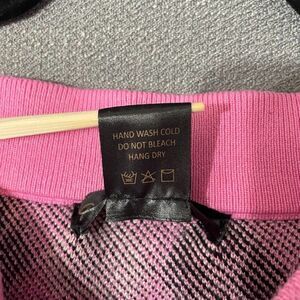 HAND WASH COLD
DO NOT BLEACH
HANG DRY